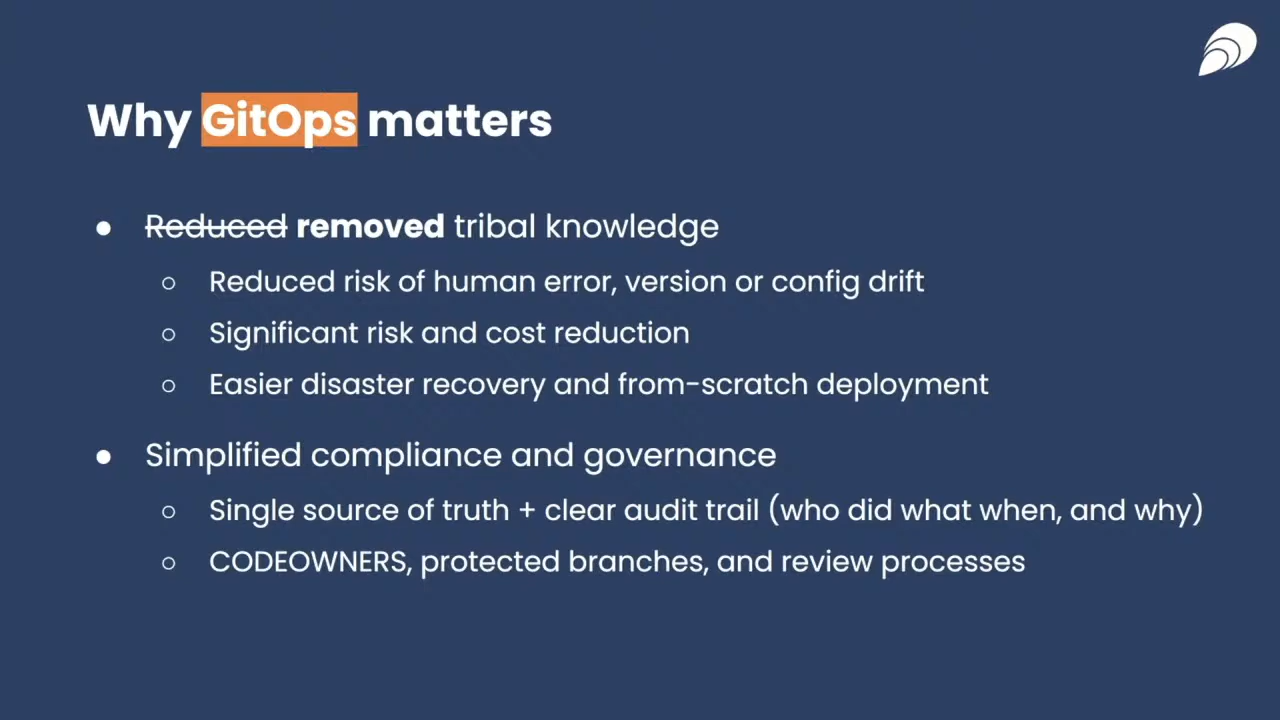 Why GitOps matters
● Reduced removed tribal knowledge
○ Reduced risk of human error, version or config drift
○ Significant risk and cost reduction
○ Easier disaster recovery and from-scratch deployment
● Simplified compliance and governance
○ Single source of truth + clear audit trail (who did what when, and why)
○ CODEOWNERS, protected branches, and review processes